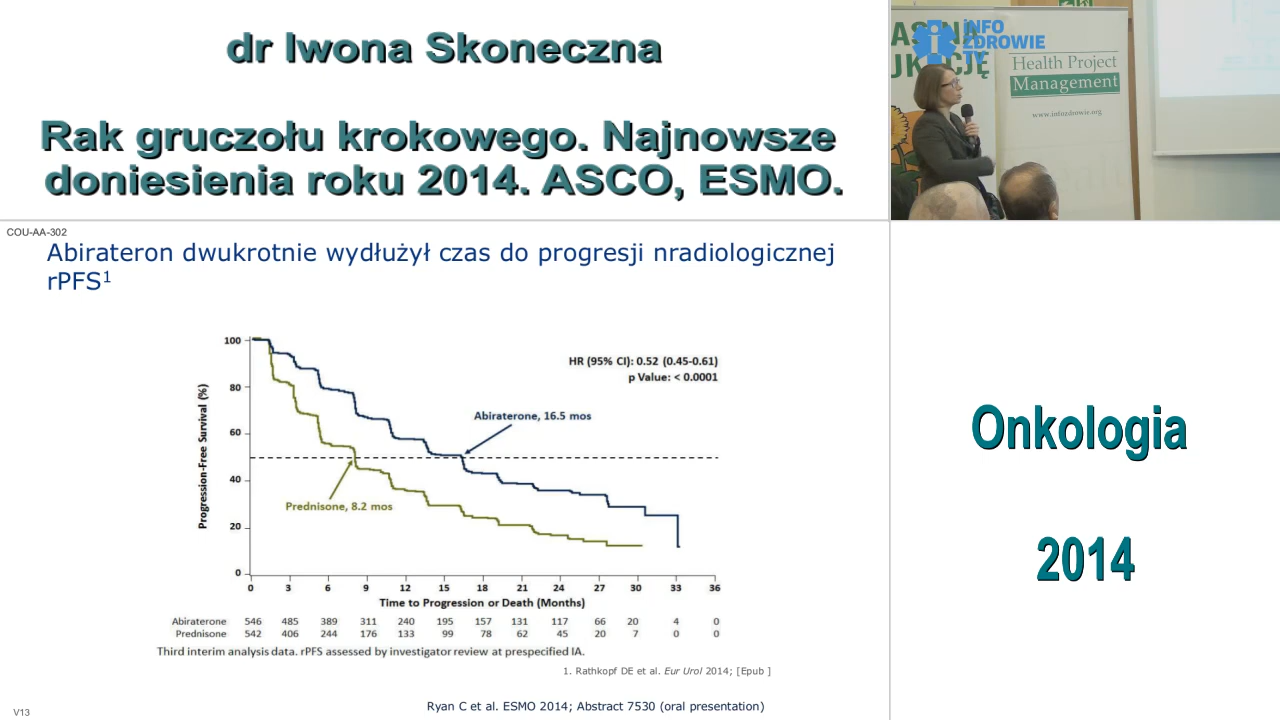 dr Iwona Skoneczna
Rak gruczołu krokowego. Najnowsze
doniesienia roku 2014. ASCO, ESMO.
iNFO
ZDROWIE
TV
Health Project
Management
www.infozdrowie.org
COU-AA-302
Abirateron dwukrotnie wydłużył czas do progresji nradiologicznej
rPFS1
HR (95% CI): 0.52 (0.45-0.61)
p Value: < 0.0001
Abiraterone, 16.5 mos
Prednisone, 8.2 mos
Progression-Free Survival (%)
100
80
60
40
20
0
0 3 6 9 12 15 18 21 24 27 30 33 36
Time to Progression or Death (Months)
Abiraterone 546 485 389 311 240 195 157 131 117 66 20 4 0
Prednisone 542 406 244 176 133 99 78 62 45 20 7 0 0
Third interim analysis data. rPFS assessed by investigator review at prespecified IA.
1. Rathkopf DE et al. Eur Urol 2014; [Epub ]
Ryan C et al. ESMO 2014; Abstract 7530 (oral presentation)
V13
Onkologia
2014